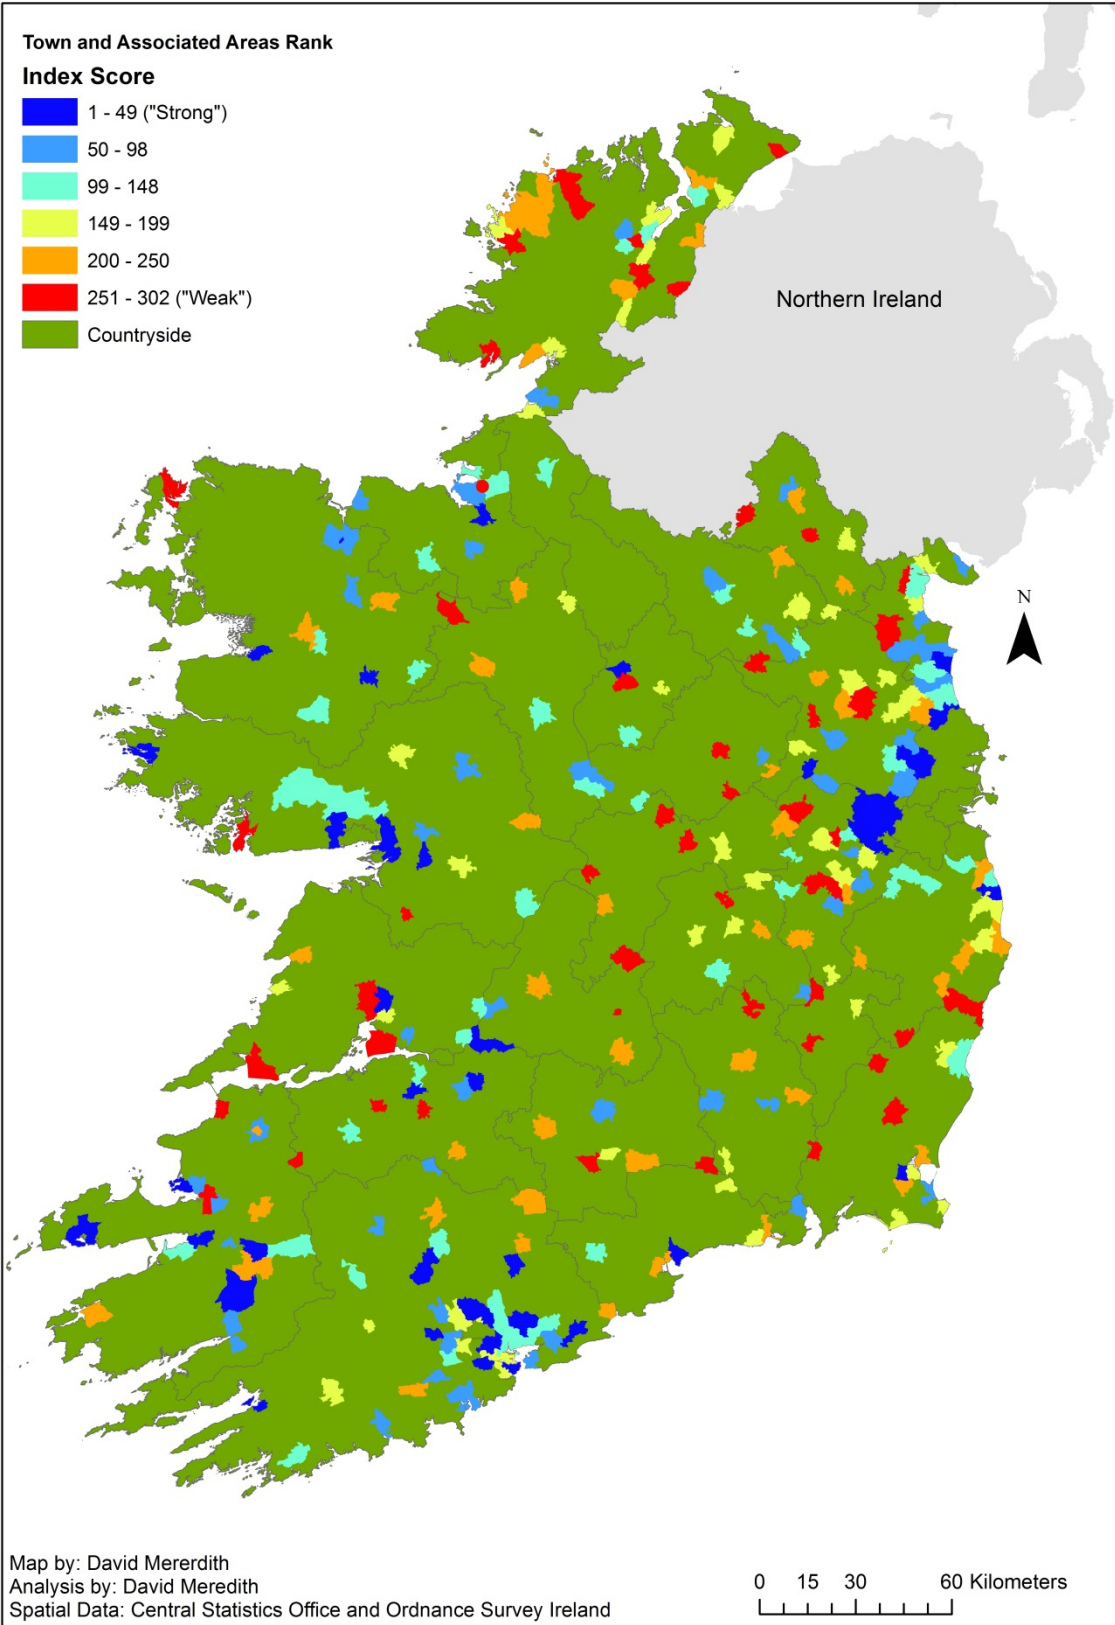 Town and Associated Areas Rank
Index Score
1 - 49 ("Strong")
50 - 98
99 - 148
149 - 199
200 - 250
251 - 302 ("Weak")
Countryside
Northern Ireland
N
Map by: David Mererdith
Analysis by: David Meredith
Spatial Data: Central Statistics Office and Ordnance Survey Ireland
0 15 30 60 Kilometers